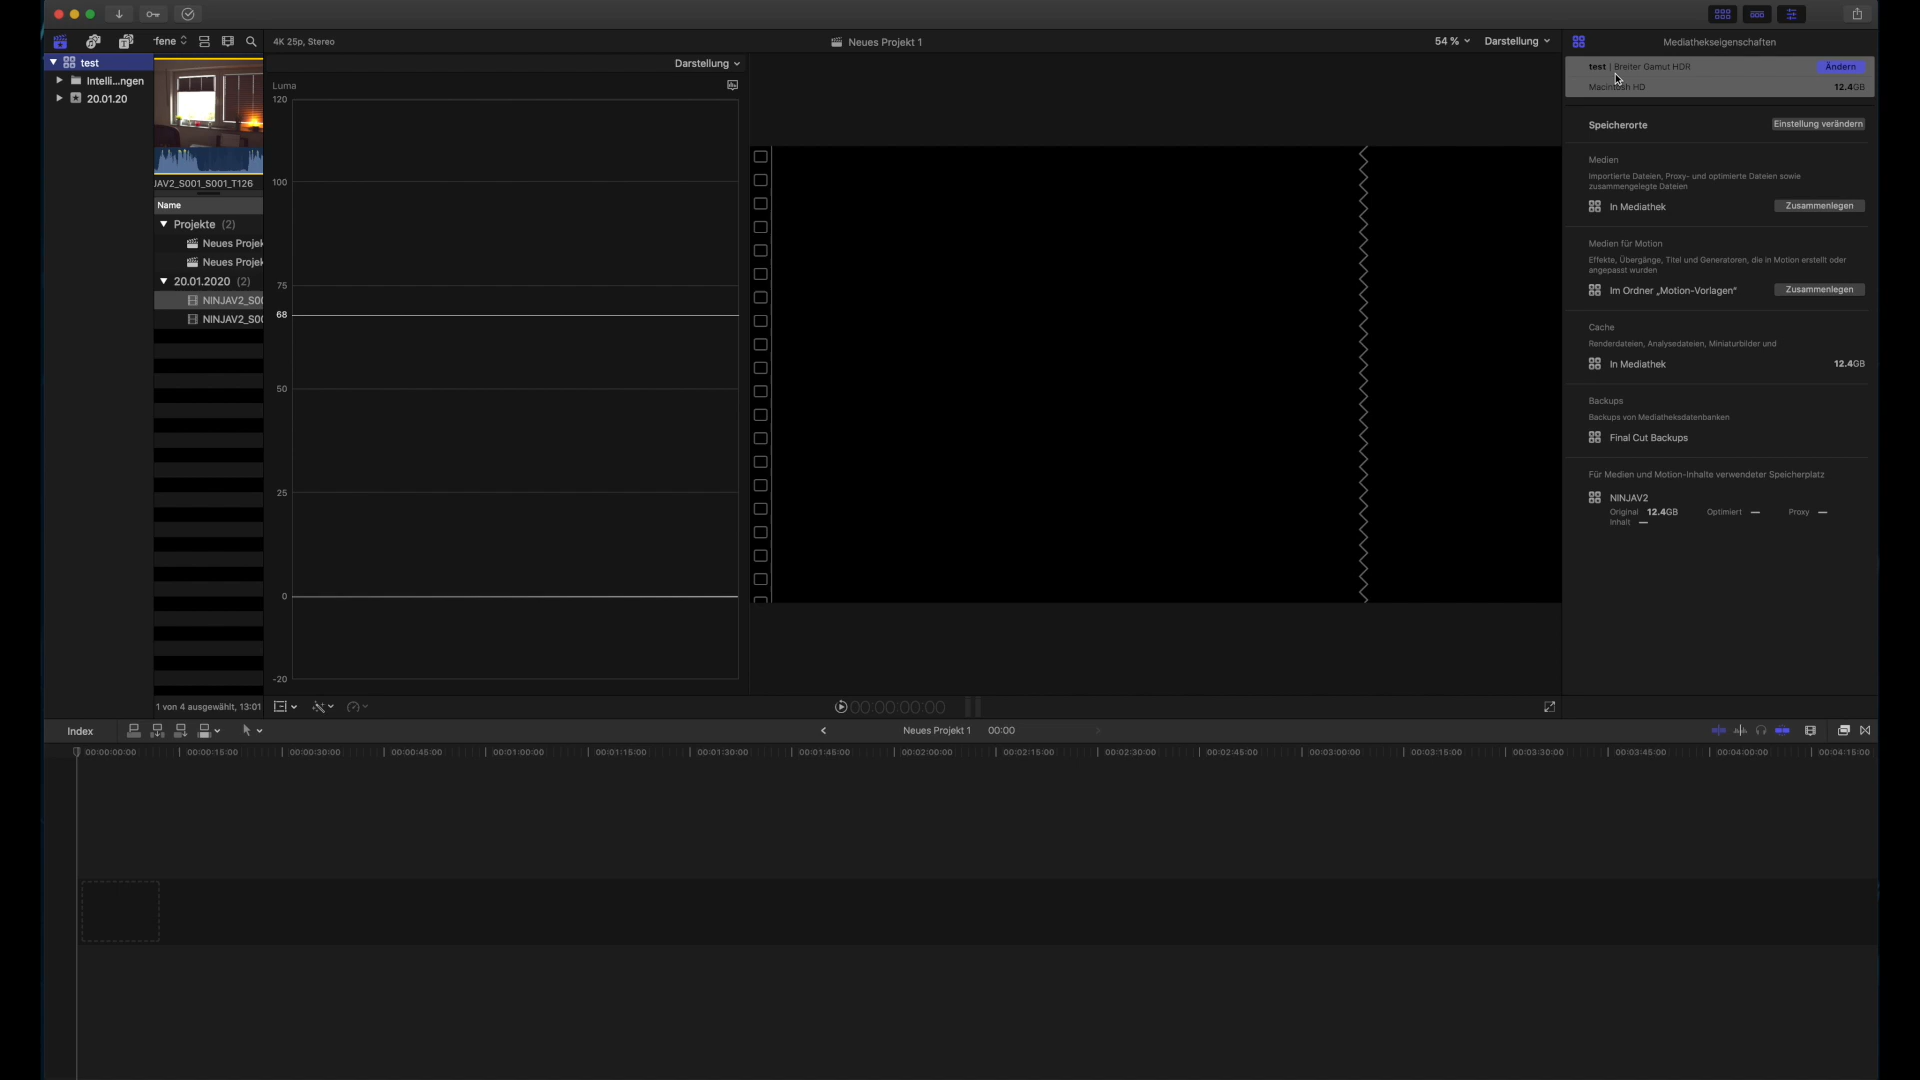 fene
4K 25p, Stereo
Neues Projekt 1
54 %
Darstellung
Mediathekseigenschaften
test
Intelli...ngen
20.01.20
JAV2_S001_S001_T126
Name
Projekte (2)
Neues Projek
Neues Projek
20.01.2020 (2)
NINJAV2_S00
NINJAV2_S00
1 von 4 ausgewählt, 13:01
Darstellung
Luma
120
100
75
68
50
25
0
-20
00:00:00:00
test | Breiter Gamut HDR
Ändern
Macintosh HD
12.4GB
Speicherorte
Einstellung verändern
Medien
Importierte Dateien, Proxy- und optimierte Dateien sowie
zusammengelegte Dateien
In Mediathek
Zusammenlegen
Medien für Motion
Effekte, Übergänge, Titel und Generatoren, die in Motion erstellt oder
angepasst wurden
Im Ordner „Motion-Vorlagen“
Zusammenlegen
Cache
Renderdateien, Analysedateien, Miniaturbilder und
In Mediathek
12.4GB
Backups
Backups von Mediatheksdatenbanken
Final Cut Backups
Für Medien und Motion-Inhalte verwendeter Speicherplatz
NINJAV2
Original 12.4GB Optimiert — Proxy —
Inhalt —
Index
Neues Projekt 1 00:00
00:00:00:00 00:00:15:00 00:00:30:00 00:00:45:00 00:01:00:00 00:01:15:00 00:01:30:00 00:01:45:00 00:02:00:00 00:02:15:00 00:02:30:00 00:02:45:00 00:03:00:00 00:03:15:00 00:03:30:00 00:03:45:00 00:04:00:00 00:04:15:00